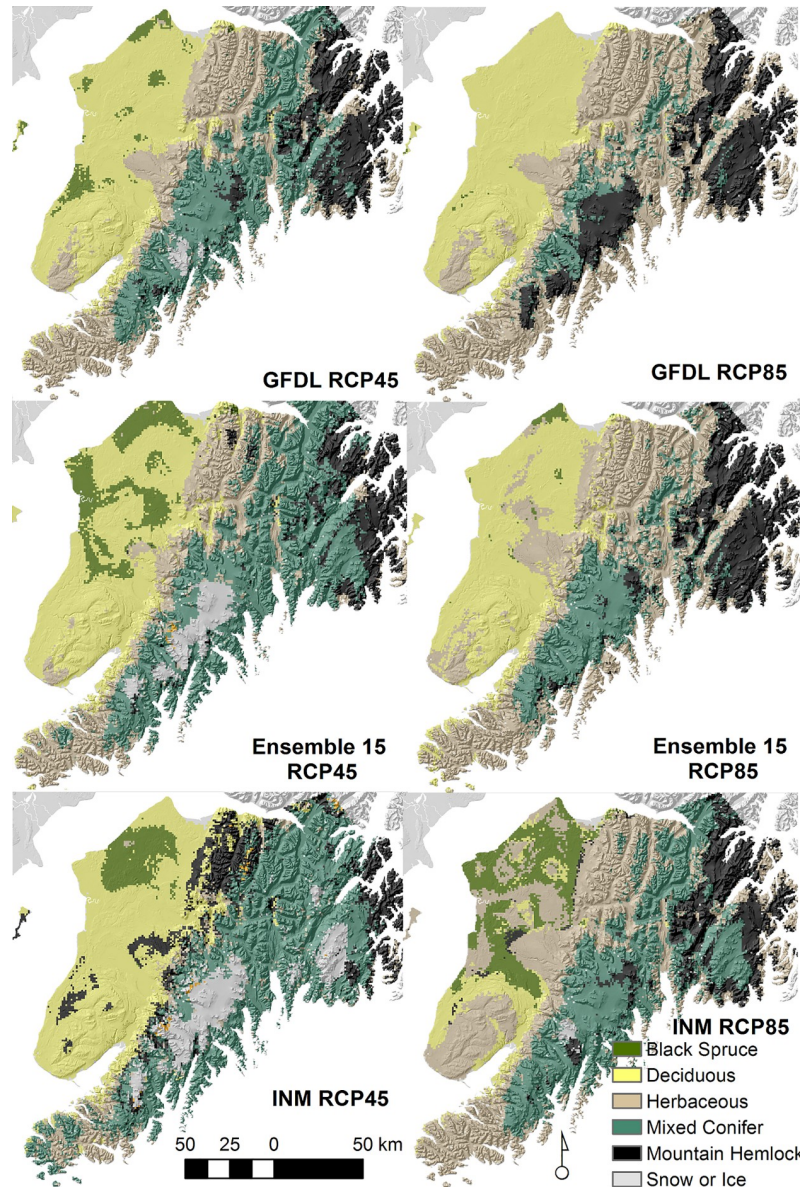 GFDL RCP45
GFDL RCP85
Ensemble 15
RCP45
Ensemble 15
RCP85
INM RCP45
50 25 0 50 km
INM RCP85
Black Spruce
Deciduous
Herbaceous
Mixed Conifer
Mountain Hemlock
Snow or Ice